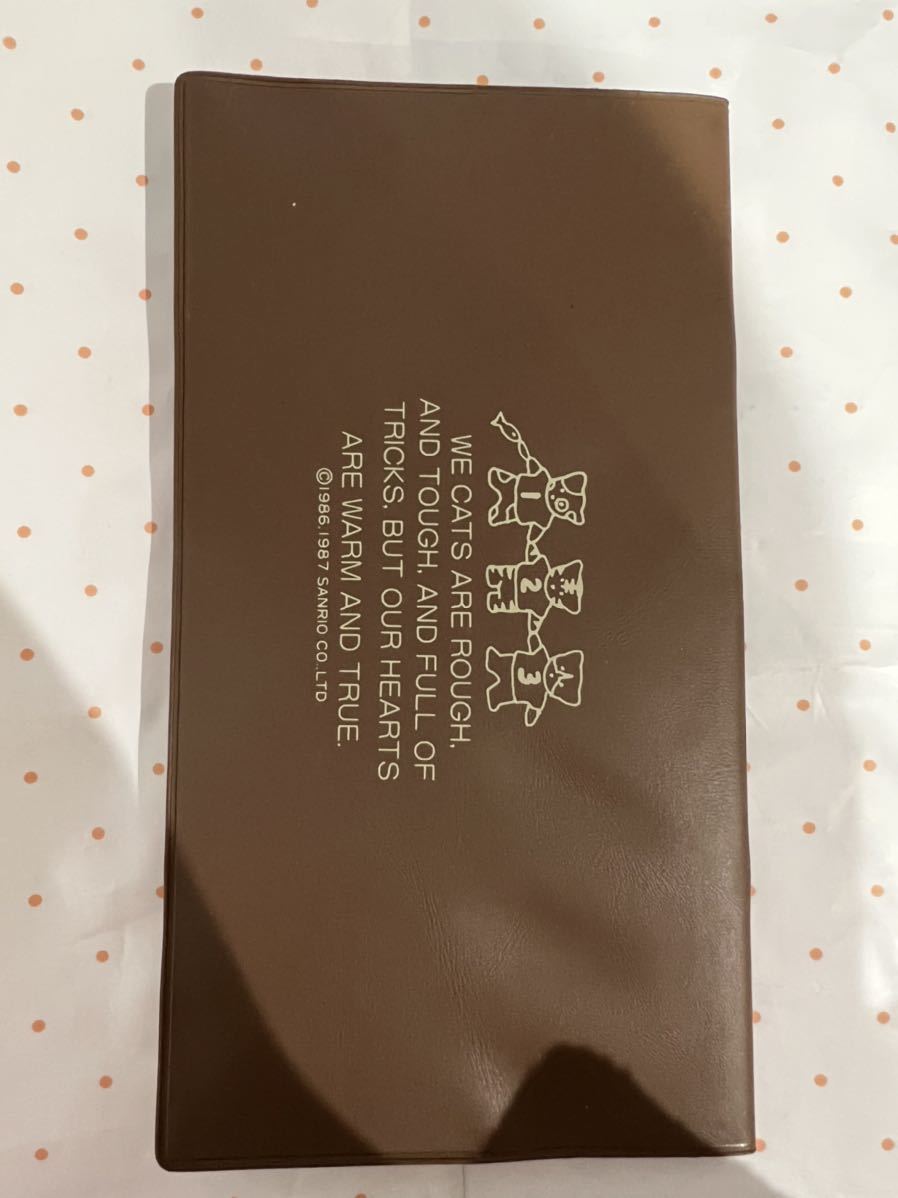 1
2
3
WE CATS ARE ROUGH,
AND TOUGH, AND FULL OF
TRICKS, BUT OUR HEARTS
ARE WARM AND TRUE.
©1986,1987 SANRIO CO.,LTD